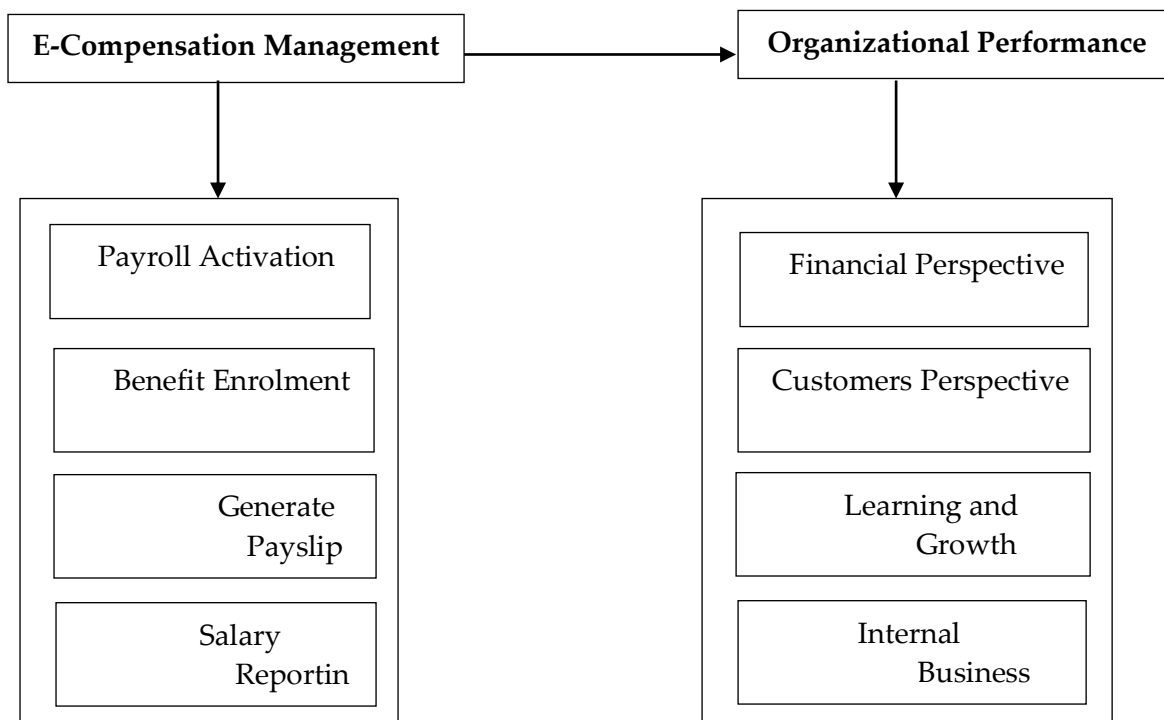 E-Compensation Management
Organizational Performance
Payroll Activation
Benefit Enrolment
Generate
Payslip
Salary
Reportin
Financial Perspective
Customers Perspective
Learning and
Growth
Internal
Business